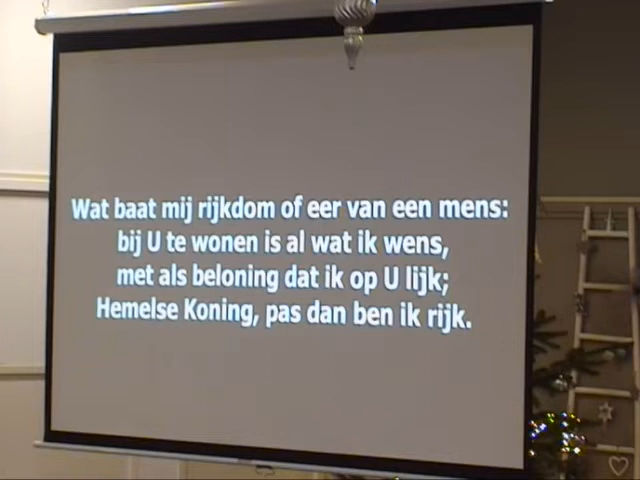 Wat baat mij rijkdom of eer van een mens:
bij U te wonen is al wat ik wens,
met als beloning dat ik op U lijk;
Hemelse Koning, pas dan ben ik rijk.